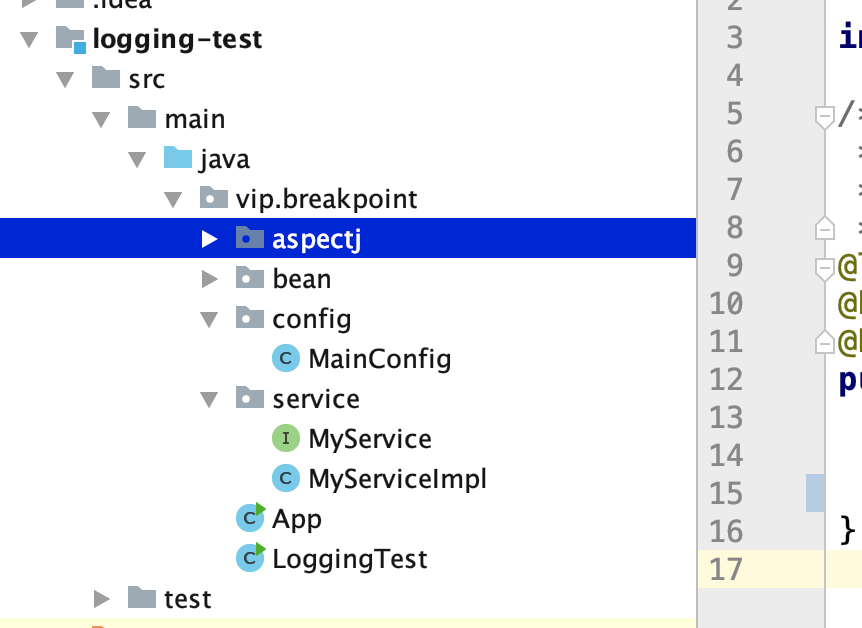 .idea
logging-test
src
main
java
vip.breakpoint
aspectj
bean
config
C MainConfig
service
I MyService
C MyServiceImpl
C App
C LoggingTest
test
2
3
4
5 /*
6 *
7 *
8 *
9 @
10 @
11 @
12
13
14
15
16 }
17